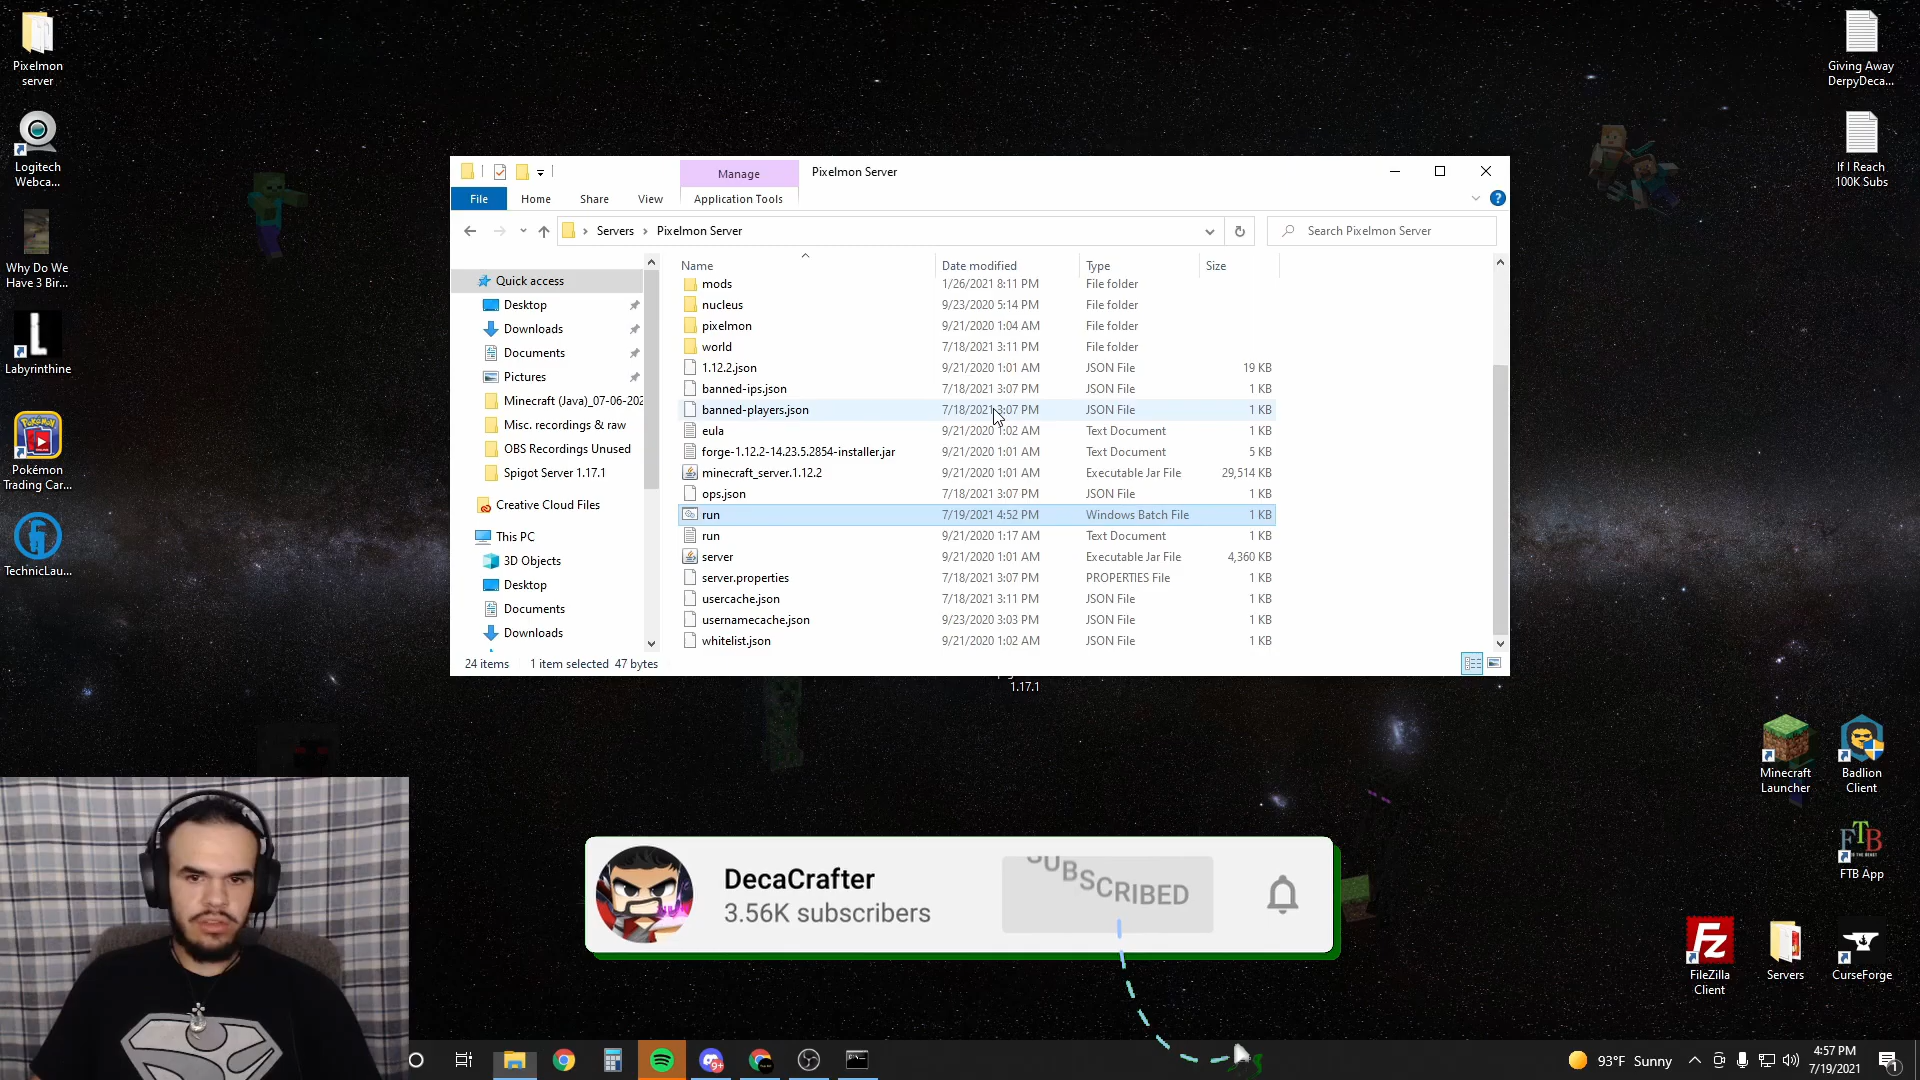 Pixelmon
server
Logitech
Webca...
Why Do We
Have 3 Bir...
Labyrinthine
Pokémon
Trading Car...
TechnicLau...
Giving Away
DerpyDeca...
If I Reach
100K Subs
Manage
Pixelmon Server
File
Home
Share
View
Application Tools
Servers
Pixelmon Server
Search Pixelmon Server
Quick access
Desktop
Downloads
Documents
Pictures
Minecraft (Java)_07-06-202
Misc. recordings & raw
OBS Recordings Unused
Spigot Server 1.17.1
Creative Cloud Files
This PC
3D Objects
Desktop
Documents
Downloads
Name Date modified Type Size
mods 1/26/2021 8:11 PM File folder
nucleus 9/23/2020 5:14 PM File folder
pixelmon 9/21/2020 1:04 AM File folder
world 7/18/2021 3:11 PM File folder
1.12.2.json 9/21/2020 1:01 AM JSON File 19 KB
banned-ips.json 7/18/2021 3:07 PM JSON File 1 KB
banned-players.json 7/18/2021 3:07 PM JSON File 1 KB
eula 9/21/2020 1:02 AM Text Document 1 KB
forge-1.12.2-14.23.5.2854-installer.jar 9/21/2020 1:01 AM Text Document 5 KB
minecraft_server.1.12.2 9/21/2020 1:01 AM Executable Jar File 29,514 KB
ops.json 7/18/2021 3:07 PM JSON File 1 KB
run 7/19/2021 4:52 PM Windows Batch File 1 KB
run 9/21/2020 1:17 AM Text Document 1 KB
server 9/21/2020 1:01 AM Executable Jar File 4,360 KB
server.properties 7/18/2021 3:07 PM PROPERTIES File 1 KB
usercache.json 7/18/2021 3:11 PM JSON File 1 KB
usernamecache.json 9/23/2020 3:03 PM JSON File 1 KB
whitelist.json 9/21/2020 1:02 AM JSON File 1 KB
24 items 1 item selected 47 bytes
1.17.1
Minecraft
Launcher
Badlion
Client
FTB
FTB App
Fz
FileZilla
Client
Servers
CurseForge
DecaCrafter
3.56K subscribers
SUBSCRIBED
93°F Sunny
4:57 PM
7/19/2021